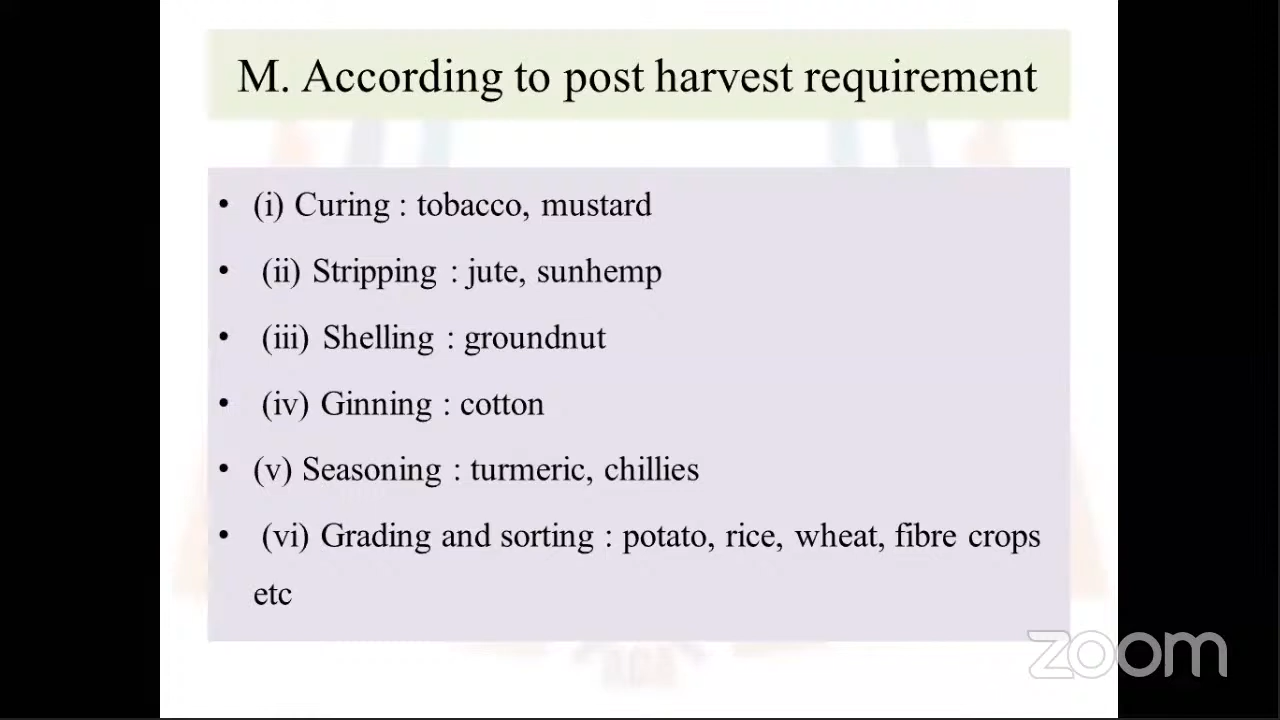 M. According to post harvest requirement
• (i) Curing : tobacco, mustard
• (ii) Stripping : jute, sunhemp
• (iii) Shelling : groundnut
• (iv) Ginning : cotton
• (v) Seasoning : turmeric, chillies
• (vi) Grading and sorting : potato, rice, wheat, fibre crops
etc
zoom